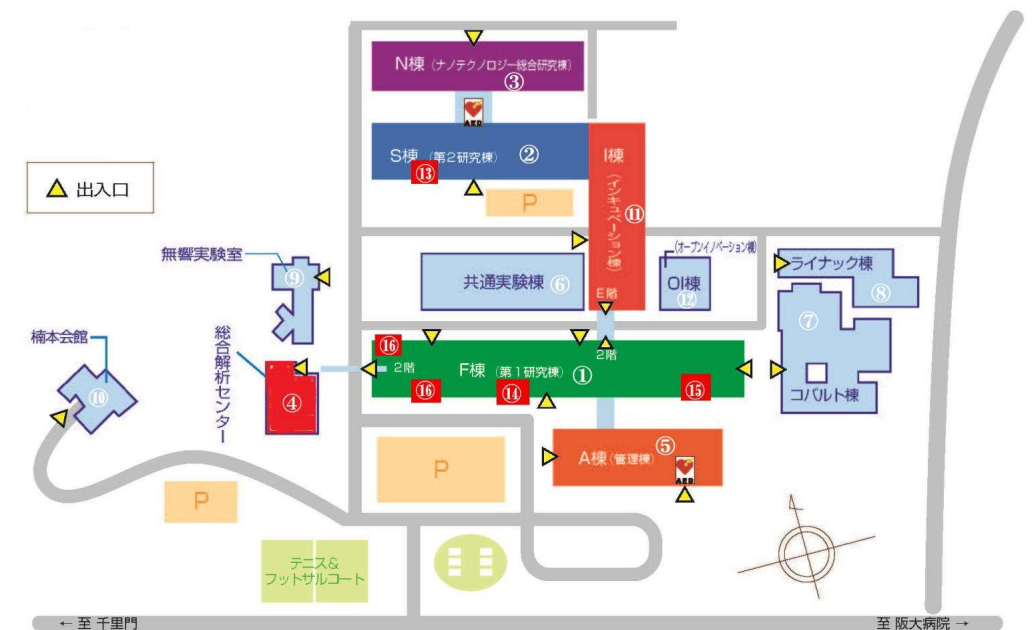 N棟 (ナノテクノロジー総合研究棟)
③
AED
S棟 (第2研究棟)
②
⑬
I棟
(インキュベーション棟)
⑪
出入口
P
無響実験室
⑨
共通実験棟
⑥
(オープンイノベーション棟)
OI棟
⑫
ライナック棟
⑧
E階
⑦
コバルト棟
楠本会館
⑩
総合解析センター
④
⑯
2階
2階
F棟 (第1研究棟)
①
⑯
⑭
⑮
A棟(管理棟)
⑤
AED
P
P
テニス&
フットサルコート
← 至 千里門
至 阪大病院 →